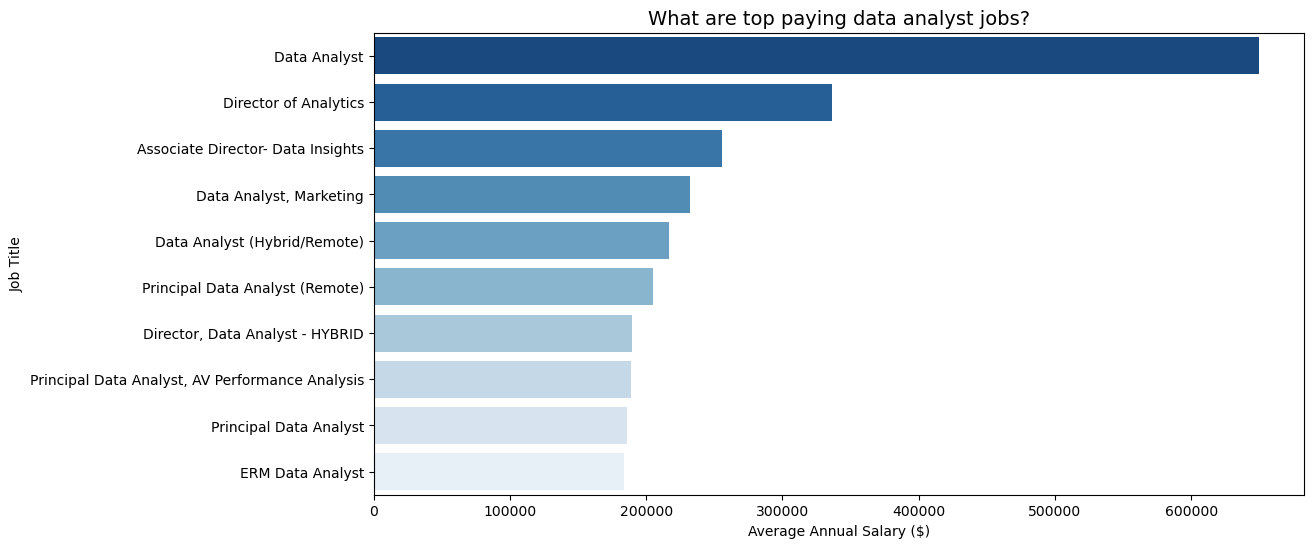 What are top paying data analyst jobs?
Data Analyst
Director of Analytics
Associate Director- Data Insights
Data Analyst, Marketing
Data Analyst (Hybrid/Remote)
Principal Data Analyst (Remote)
Director, Data Analyst - HYBRID
Principal Data Analyst, AV Performance Analysis
Principal Data Analyst
ERM Data Analyst
Job Title
0 100000 200000 300000 400000 500000 600000
Average Annual Salary ($)